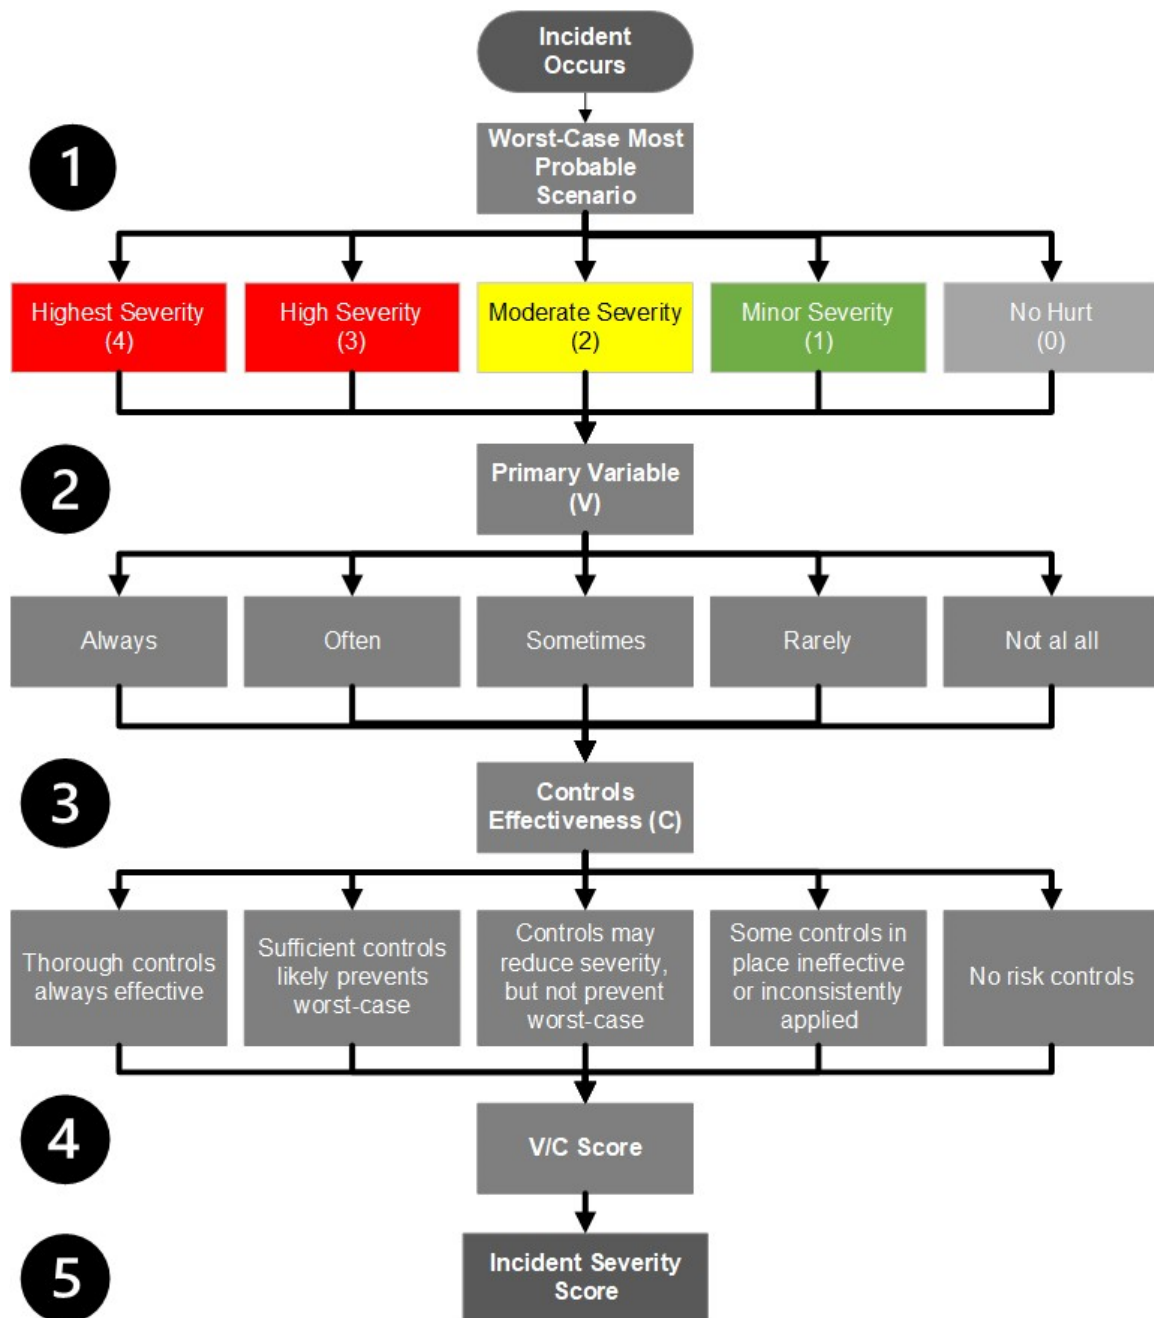 Incident
Occurs
1
Worst-Case Most
Probable
Scenario
Highest Severity
(4)
High Severity
(3)
Moderate Severity
(2)
Minor Severity
(1)
No Hurt
(0)
2
Primary Variable
(V)
Always
Often
Sometimes
Rarely
Not al all
3
Controls
Effectiveness (C)
Thorough controls
always effective
Sufficient controls
likely prevents
worst-case
Controls may
reduce severity,
but not prevent
worst-case
Some controls in
place ineffective
or inconsistently
applied
No risk controls
4
V/C Score
5
Incident Severity
Score